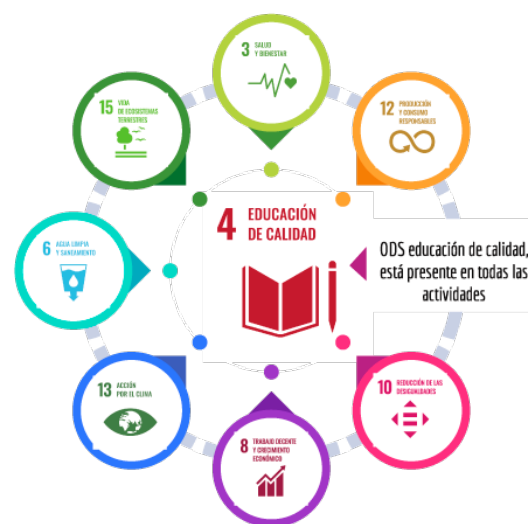 3 SALUD
Y BIENESTAR
15 VIDA
DE ECOSISTEMAS
TERRESTRES
12 PRODUCCIÓN
Y CONSUMO
RESPONSABLES
4 EDUCACIÓN
DE CALIDAD
ODS educación de calidad,
está presente en todas las
actividades
6 AGUA LIMPIA
Y SANEAMIENTO
13 ACCIÓN
POR EL CLIMA
10 REDUCCIÓN DE LAS
DESIGUALDADES
8 TRABAJO DECENTE
Y CRECIMIENTO
ECONÓMICO